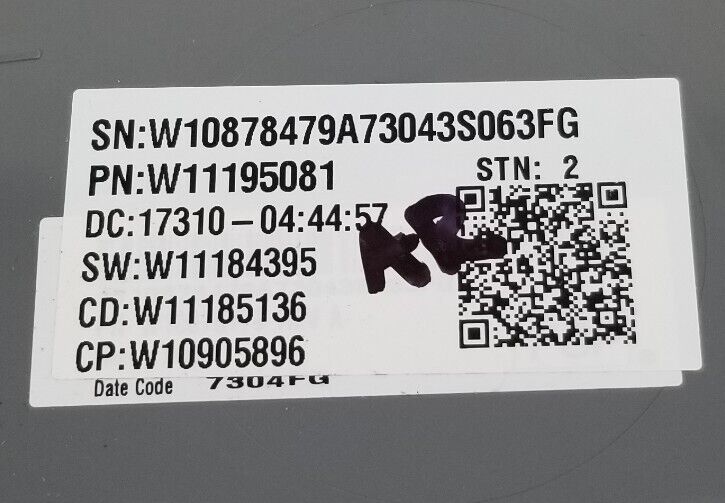 SN:W10878479A73043S063FG
PN:W11195081
STN: 2
DC:17310-04:44:57
SW:W11184395
CD:W11185136
CP:W10905896
Date Code 7304FG